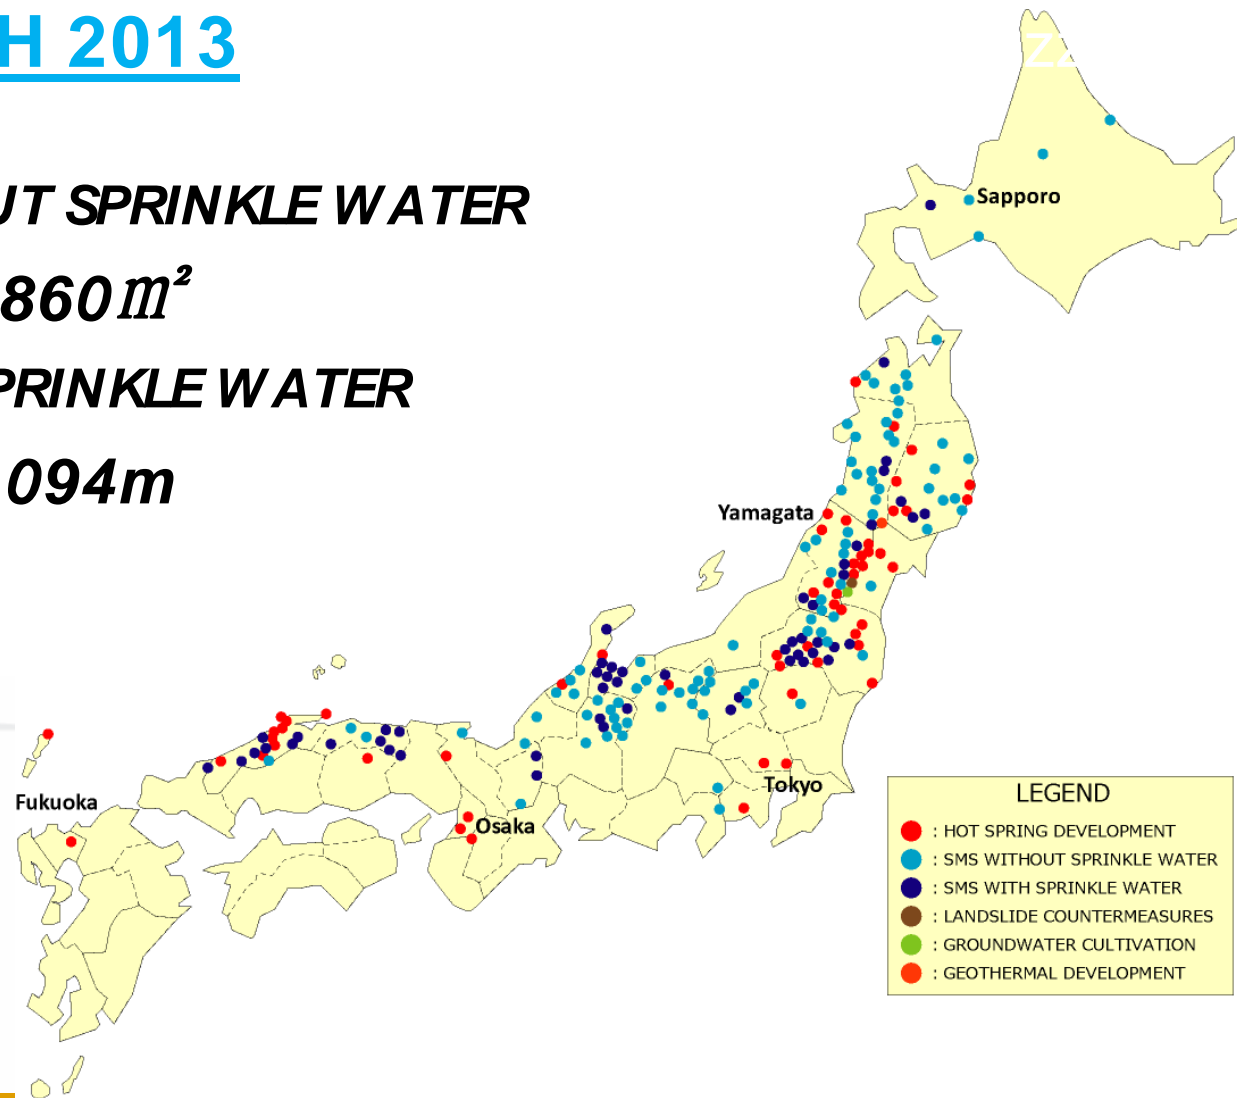 H 2013
UT SPRINKLE WATER
860㎡
PRINKLE WATER
094m
zz
Sapporo
Yamagata
Tokyo
Fukuoka
Osaka
LEGEND
: HOT SPRING DEVELOPMENT
: SMS WITHOUT SPRINKLE WATER
: SMS WITH SPRINKLE WATER
: LANDSLIDE COUNTERMEASURES
: GROUNDWATER CULTIVATION
: GEOTHERMAL DEVELOPMENT